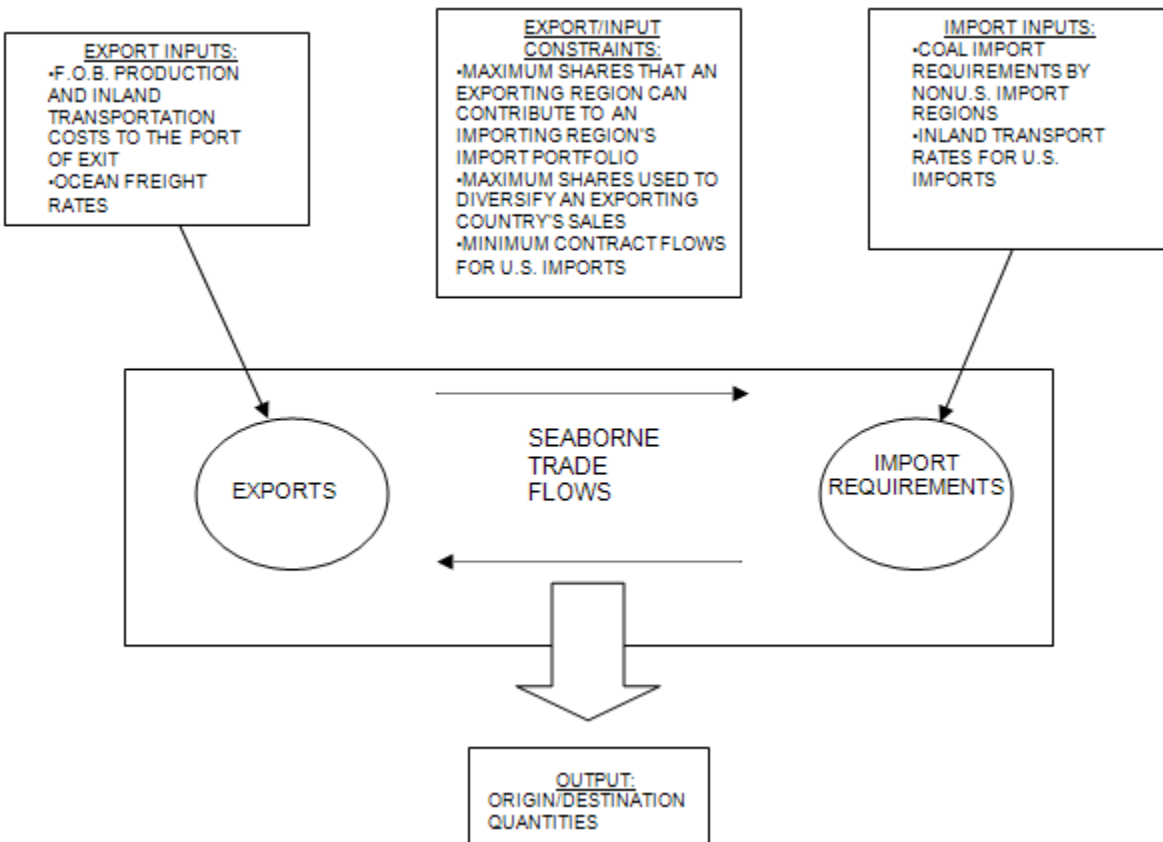 EXPORT INPUTS:
•F.O.B. PRODUCTION
AND INLAND
TRANSPORTATION
COSTS TO THE PORT
OF EXIT
•OCEAN FREIGHT
RATES
EXPORT/INPUT
CONSTRAINTS:
•MAXIMUM SHARES THAT AN
EXPORTING REGION CAN
CONTRIBUTE TO AN
IMPORTING REGION'S
IMPORT PORTFOLIO
•MAXIMUM SHARES USED TO
DIVERSIFY AN EXPORTING
COUNTRY'S SALES
•MINIMUM CONTRACT FLOWS
FOR U.S. IMPORTS
IMPORT INPUTS:
•COAL IMPORT
REQUIREMENTS BY
NONU.S. IMPORT
REGIONS
•INLAND TRANSPORT
RATES FOR U.S.
IMPORTS
EXPORTS
SEABORNE
TRADE
FLOWS
IMPORT
REQUIREMENTS
OUTPUT:
ORIGIN/DESTINATION
QUANTITIES